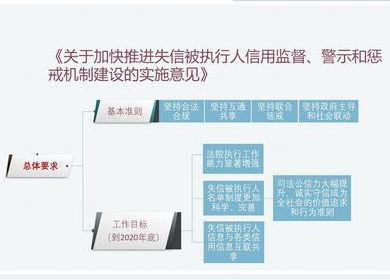 《关于加快推进失信被执行人信用监督、警示和惩
戒机制建设的实施意见》
总体要求
基本准则
坚持合法
合规
坚持互通
共享
坚持联合
惩戒
坚持政府主导
和社会联动
工作目标
（到2020年底）
法院执行工作
能力显著增强
失信被执行人
名单制度更加
科学、完善
失信被执行人
信息与各类信
用信息互联共
享
司法公信力大幅提
升，诚实守信成为
全社会的价值追求
和行为准则